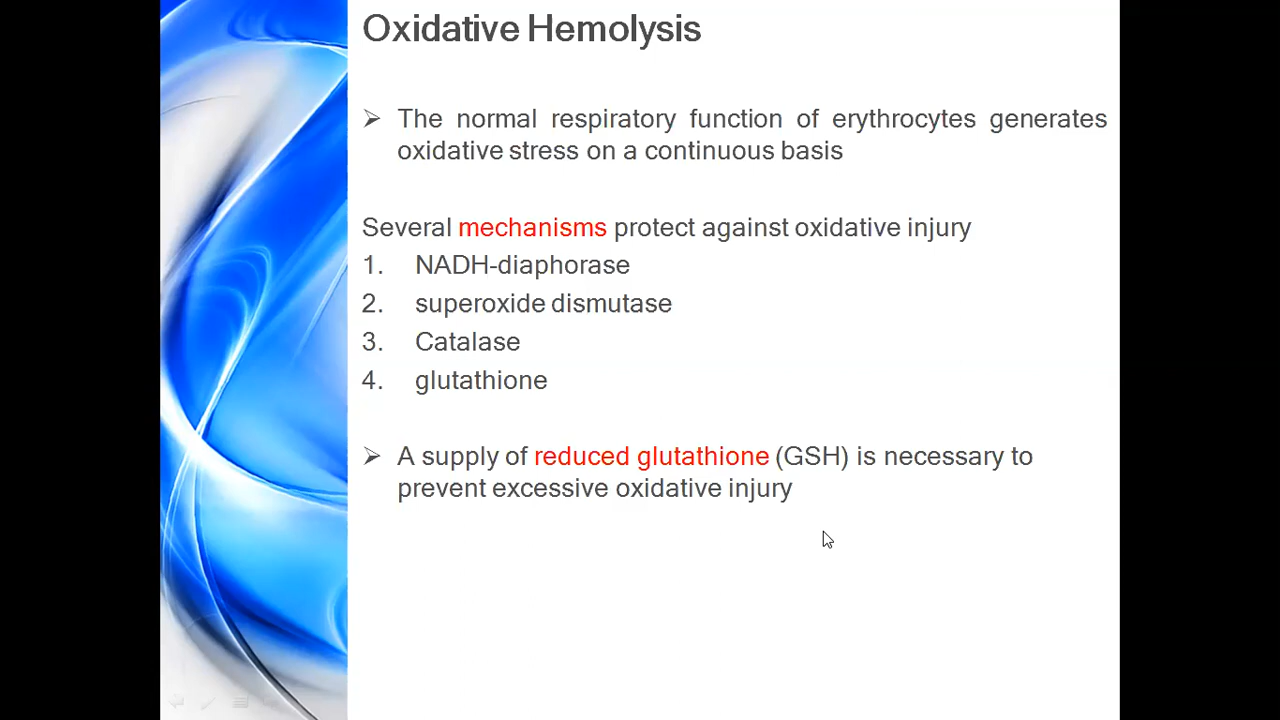 Oxidative Hemolysis
➢ The normal respiratory function of erythrocytes generates
oxidative stress on a continuous basis
Several mechanisms protect against oxidative injury
1. NADH-diaphorase
2. superoxide dismutase
3. Catalase
4. glutathione
➢ A supply of reduced glutathione (GSH) is necessary to
prevent excessive oxidative injury